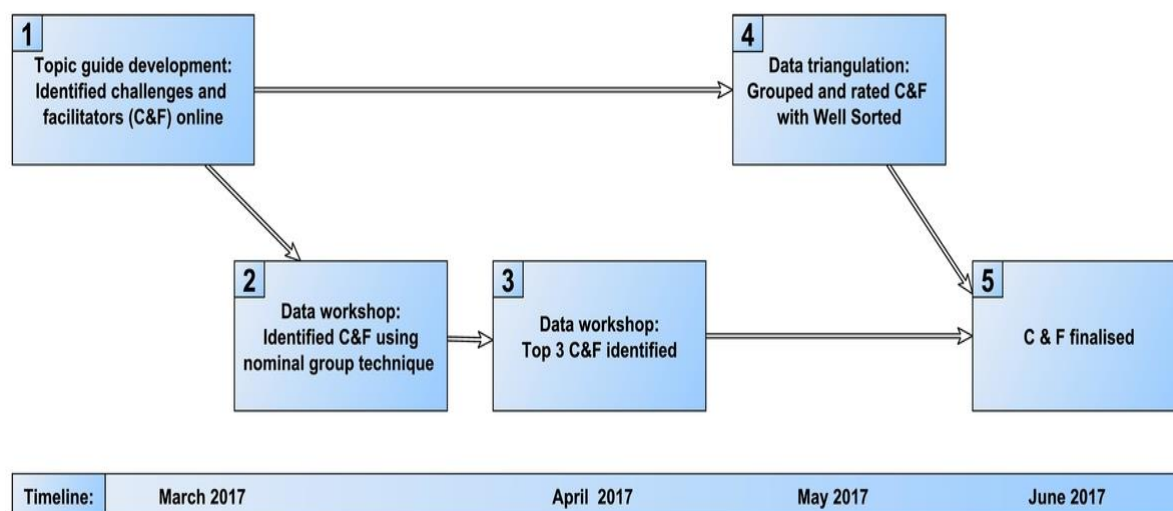 1
Topic guide development:
Identified challenges and
facilitators (C&F) online
4
Data triangulation:
Grouped and rated C&F
with Well Sorted
2
Data workshop:
Identified C&F using
nominal group technique
3
Data workshop:
Top 3 C&F identified
5
C & F finalised
Timeline: March 2017 April 2017 May 2017 June 2017